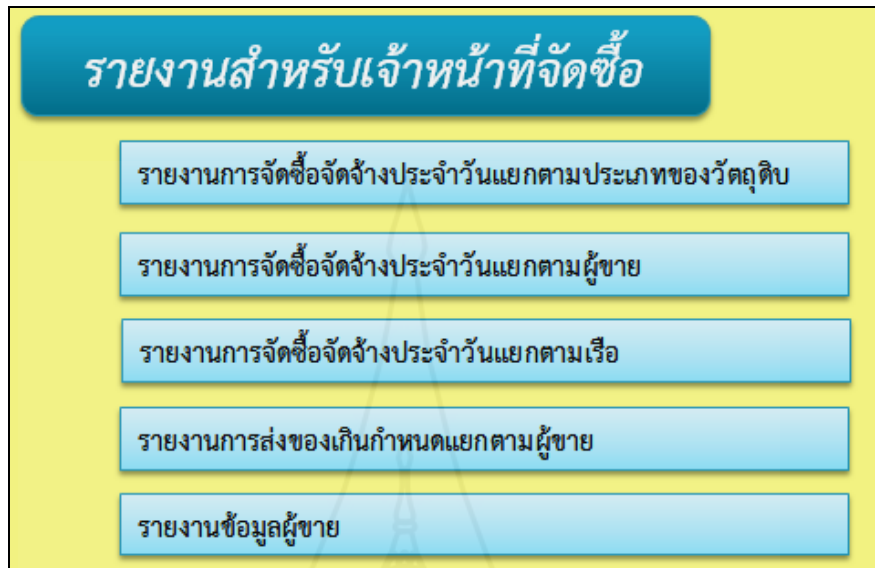 รายงานสำหรับเจ้าหน้าที่จัดซื้อ
รายงานการจัดซื้อจัดจ้างประจำวันแยกตามประเภทของวัตถุดิบ
รายงานการจัดซื้อจัดจ้างประจำวันแยกตามผู้ขาย
รายงานการจัดซื้อจัดจ้างประจำวันแยกตามเรือ
รายงานการส่งของเกินกำหนดแยกตามผู้ขาย
รายงานข้อมูลผู้ขาย